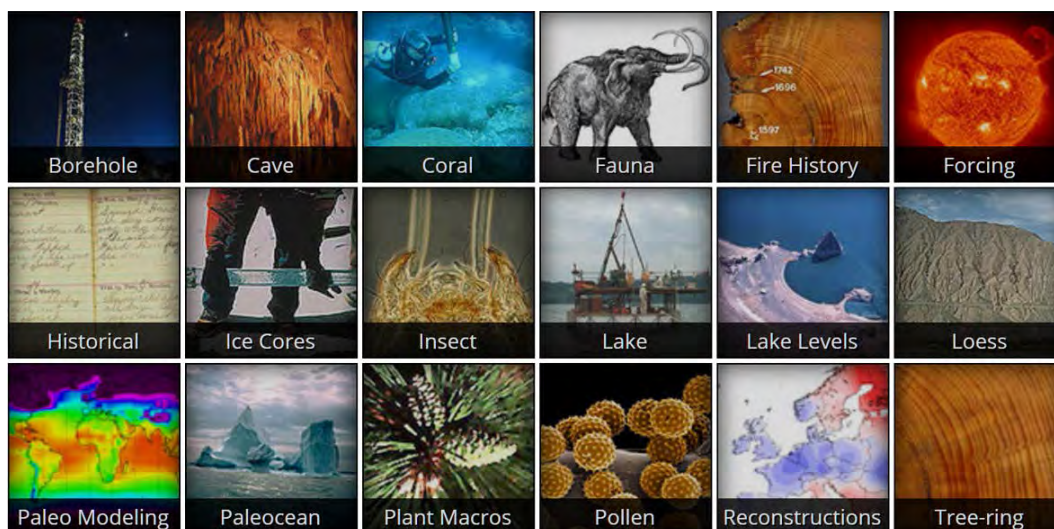 Borehole
Cave
Coral
Fauna
1742
1696
1597
Fire History
Forcing
Historical
Ice Cores
Insect
Lake
Lake Levels
Loess
Paleo Modeling
Paleocean
Plant Macros
Pollen
Reconstructions
Tree-ring